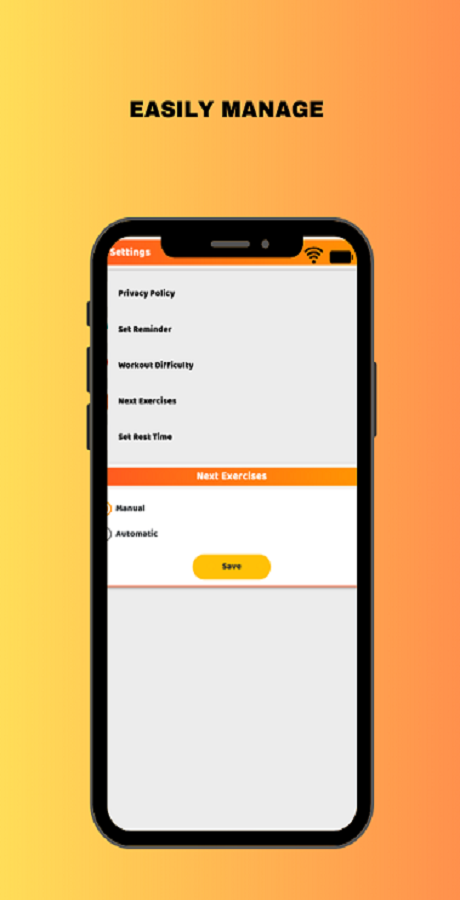 EASILY MANAGE
Settings
Privacy Policy
Set Reminder
Workout Difficulty
Next Exercises
Set Rest Time
Next Exercises
Manual
Automatic
Save